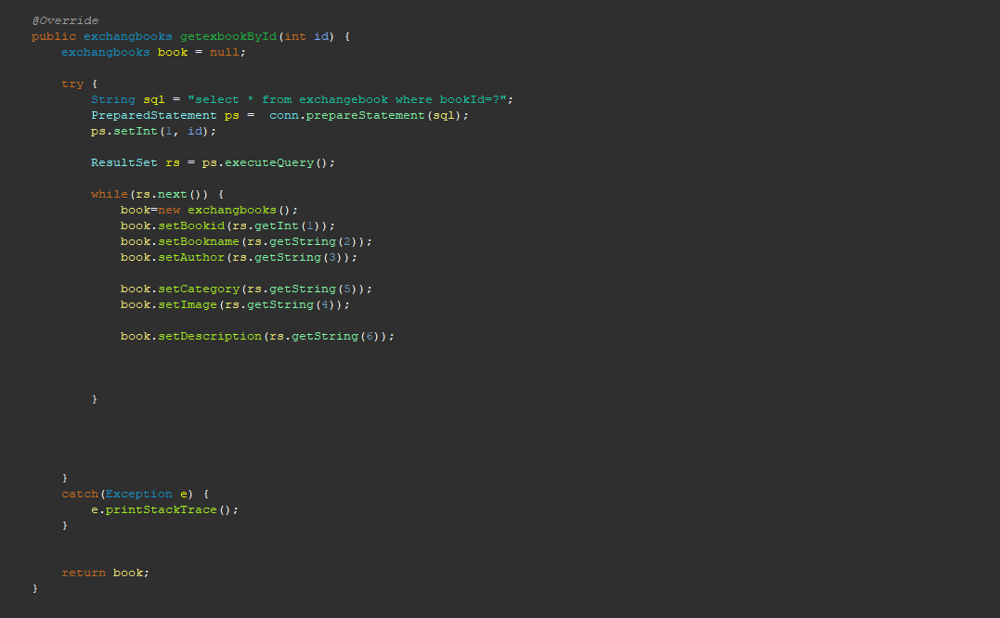 @Override
public exchangbooks getexbookById(int id) {
exchangbooks book = null;
try {
String sql = "select * from exchangebook where bookId=?";
PreparedStatement ps =  conn.prepareStatement(sql);
ps.setInt(1, id);
ResultSet rs = ps.executeQuery();
while(rs.next()) {
book=new exchangbooks();
book.setBookid(rs.getInt(1));
book.setBookname(rs.getString(2));
book.setAuthor(rs.getString(3));
book.setCategory(rs.getString(5));
book.setImage(rs.getString(4));
book.setDescription(rs.getString(6));
}
}
catch(Exception e) {
e.printStackTrace();
}
return book;
}